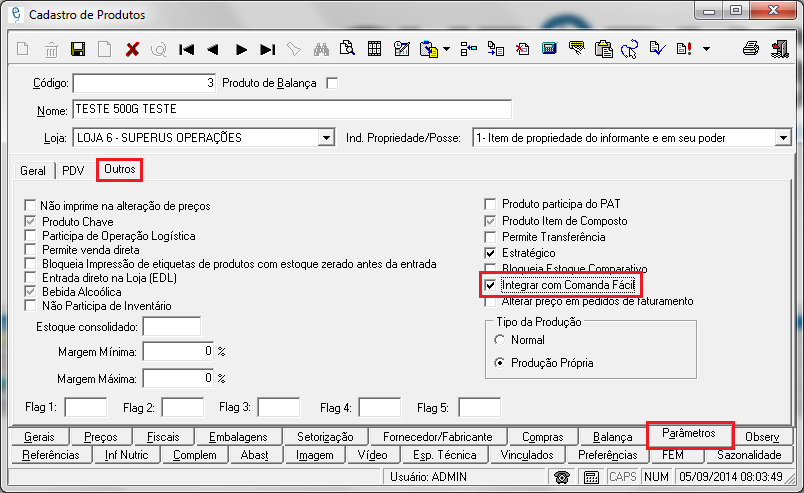 Cadastro de Produtos
Código: 3 Produto de Balança
Nome: TESTE 500G TESTE
Loja: LOJA 6 - SUPERUS OPERAÇÕES Ind. Propriedade/Posse: 1- Item de propriedade do informante e em seu poder
Geral PDV Outros
Não imprime na alteração de preços
Produto Chave
Participa de Operação Logística
Permite venda direta
Bloqueia Impressão de etiquetas de produtos com estoque zerado antes da entrada
Entrada direto na Loja (EDL)
Bebida Alcoólica
Não Participa de Inventário
Estoque consolidado:
Margem Mínima: 0 %
Margem Máxima: 0 %
Produto participa do PAT
Produto Item de Composto
Permite Transferência
Estratégico
Bloqueia Estoque Comparativo
Integrar com Comanda Fácil
Alterar preço em pedidos de faturamento
Tipo da Produção
Normal
Produção Própria
Flag 1: Flag 2: Flag 3: Flag 4: Flag 5:
Gerais Preços Fiscais Embalagens Setorização Fornecedor/Fabricante Compras Balança Parâmetros Observ
Referências Inf Nutric Complem Abast Imagem Vídeo Esp. Técnica Vinculados Preferências FEM Sazonalidade
Usuário: ADMIN CAPS NUM 05/09/2014 08:03:49